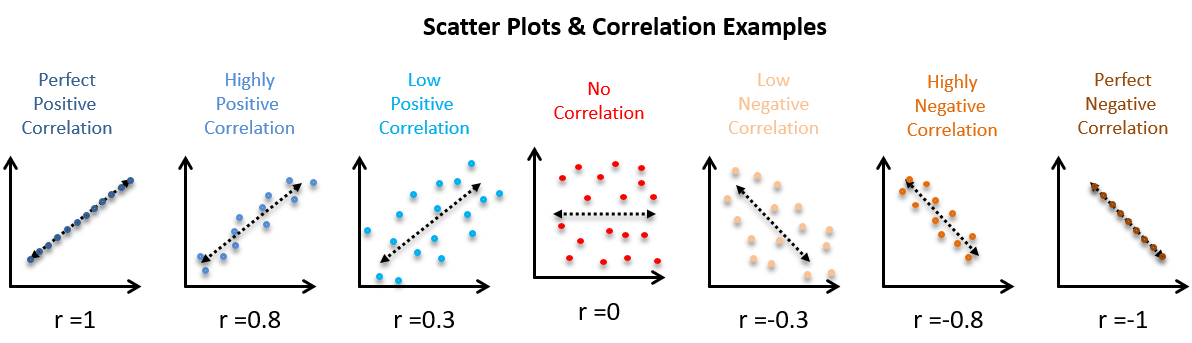 Scatter Plots & Correlation Examples
Perfect
Positive
Correlation
Highly
Positive
Correlation
Low
Positive
Correlation
No
Correlation
Low
Negative
Correlation
Highly
Negative
Correlation
Perfect
Negative
Correlation
r =1
r =0.8
r =0.3
r =0
r =-0.3
r =-0.8
r =-1